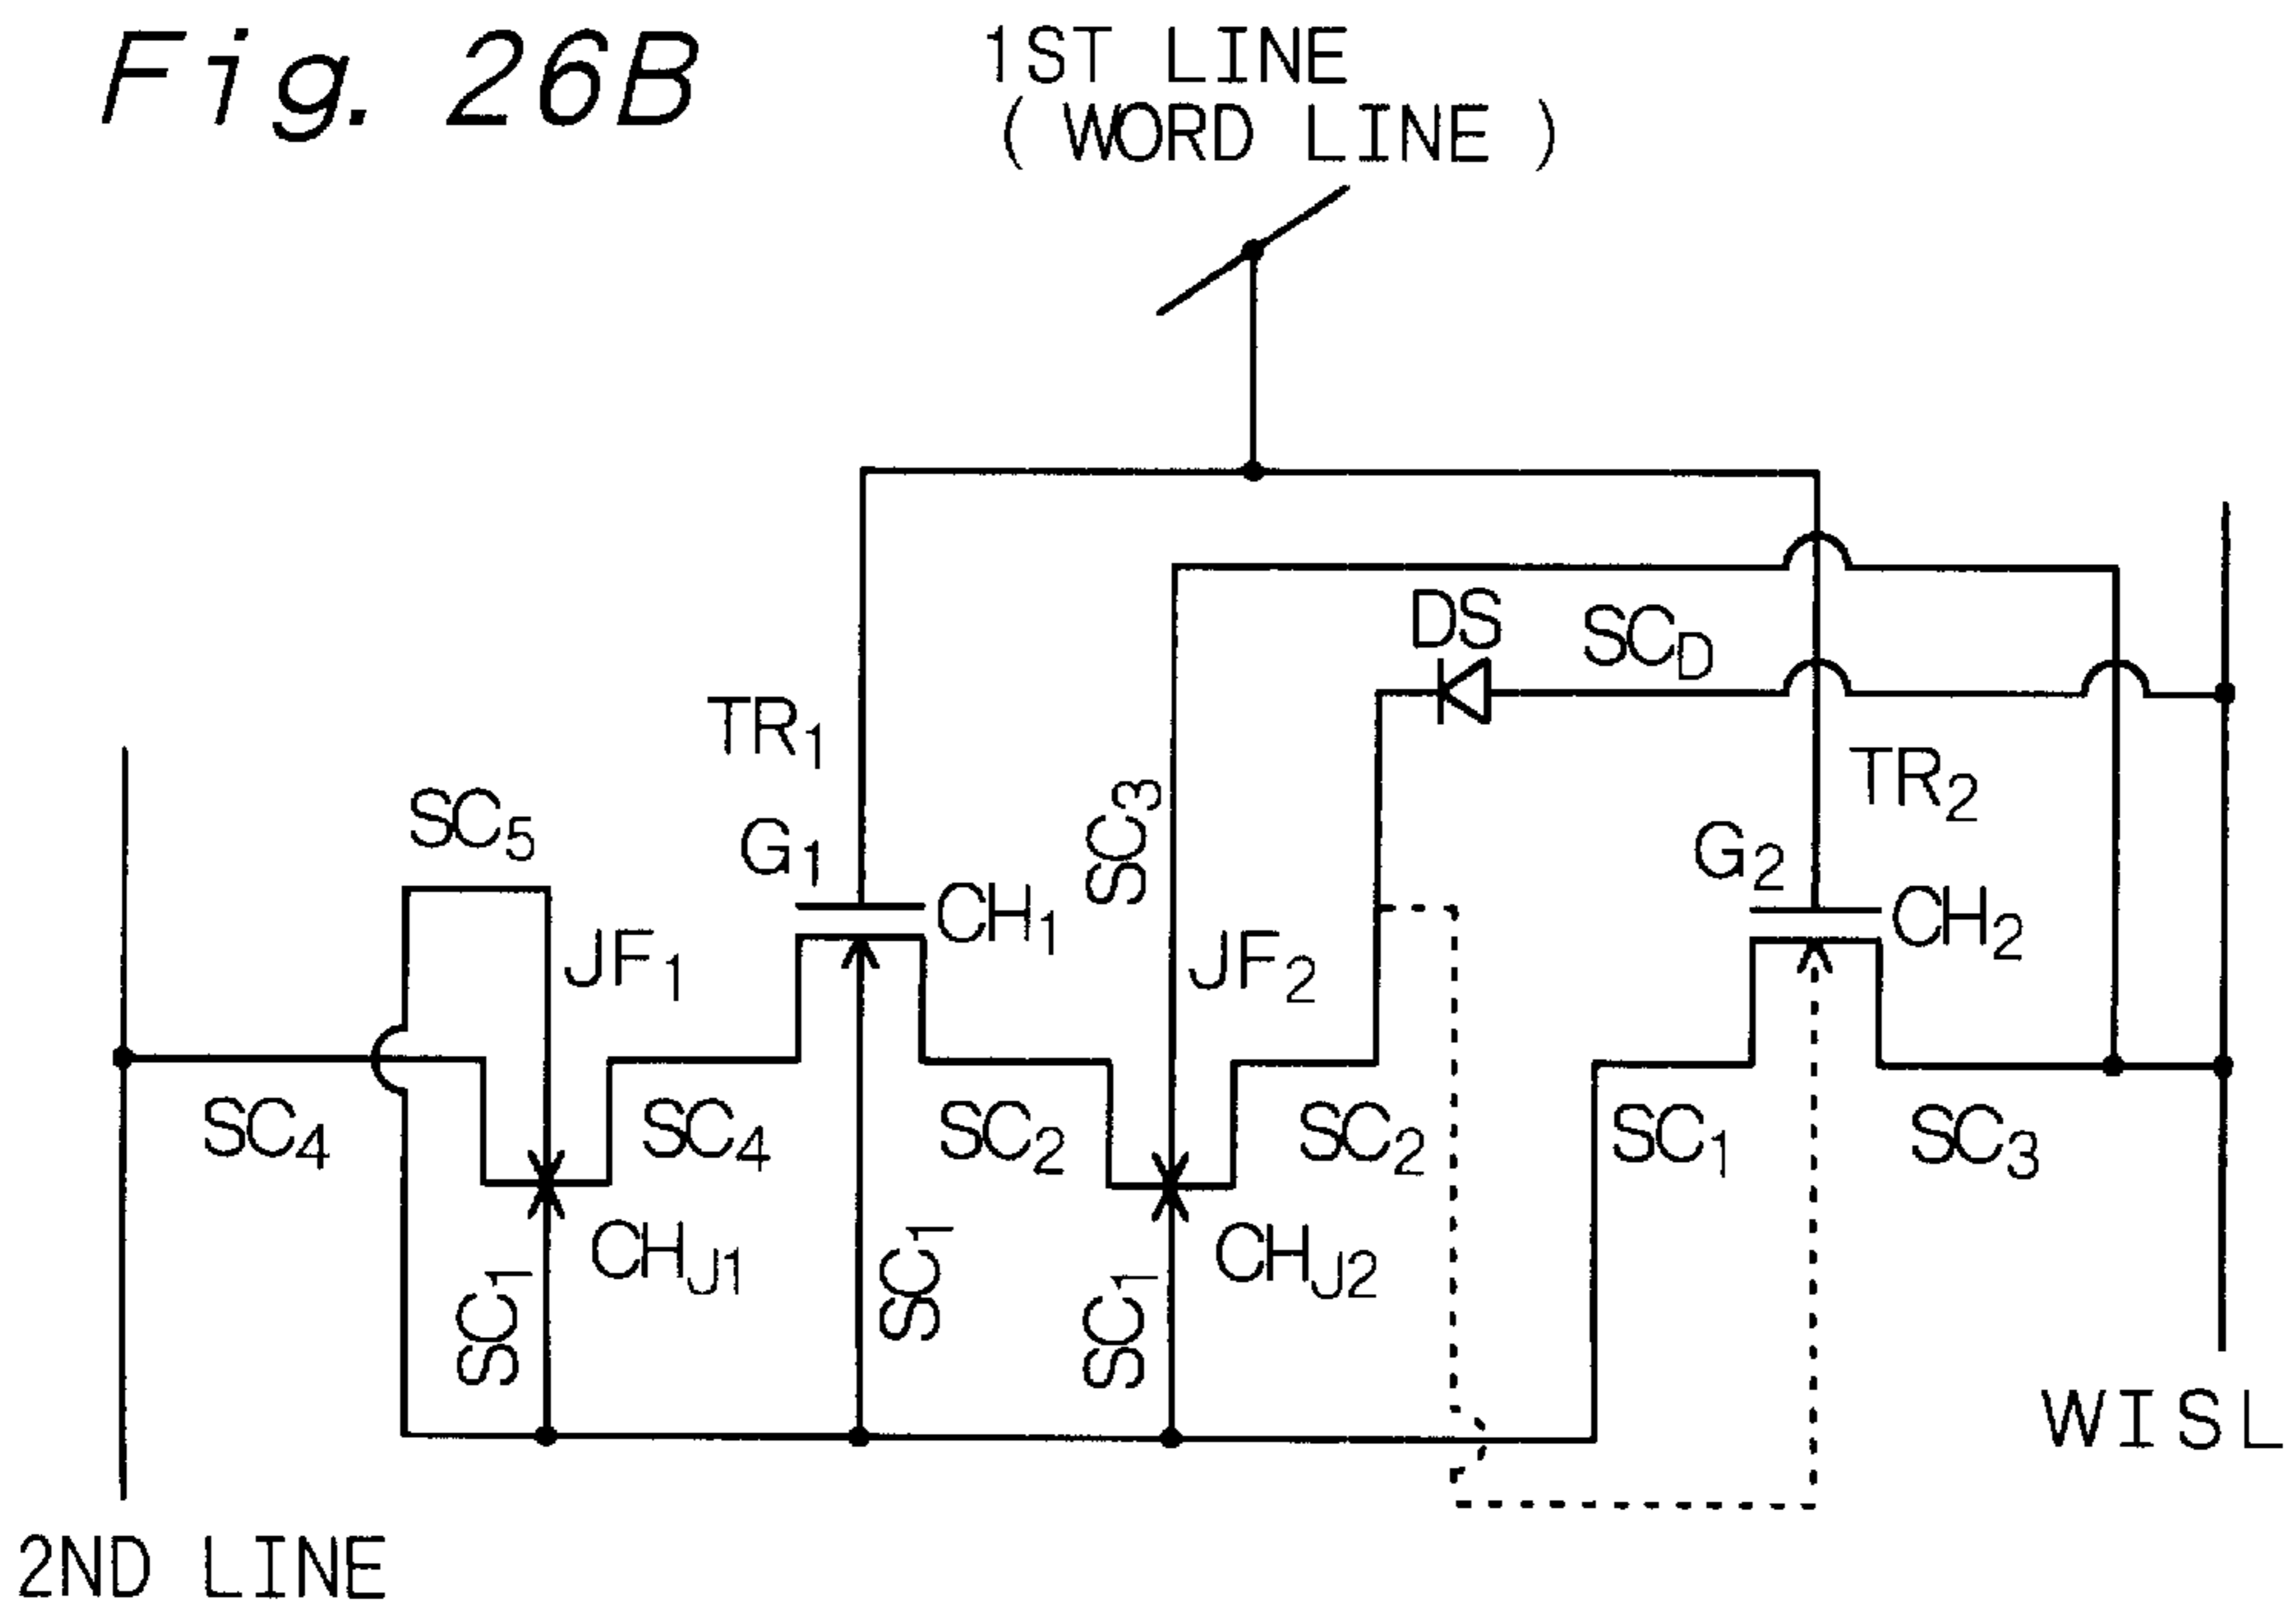 Fig. 26B
1ST LINE
( WORD LINE )
DS
SCD
TR1
TR2
SC5
SC3
G1
G2
CH1
CH2
JF1
JF2
SC4
SC4
SC2
SC2
SC1
SC3
CHJ1
CHJ2
SC1
SC1
SC1
WISL
2ND LINE